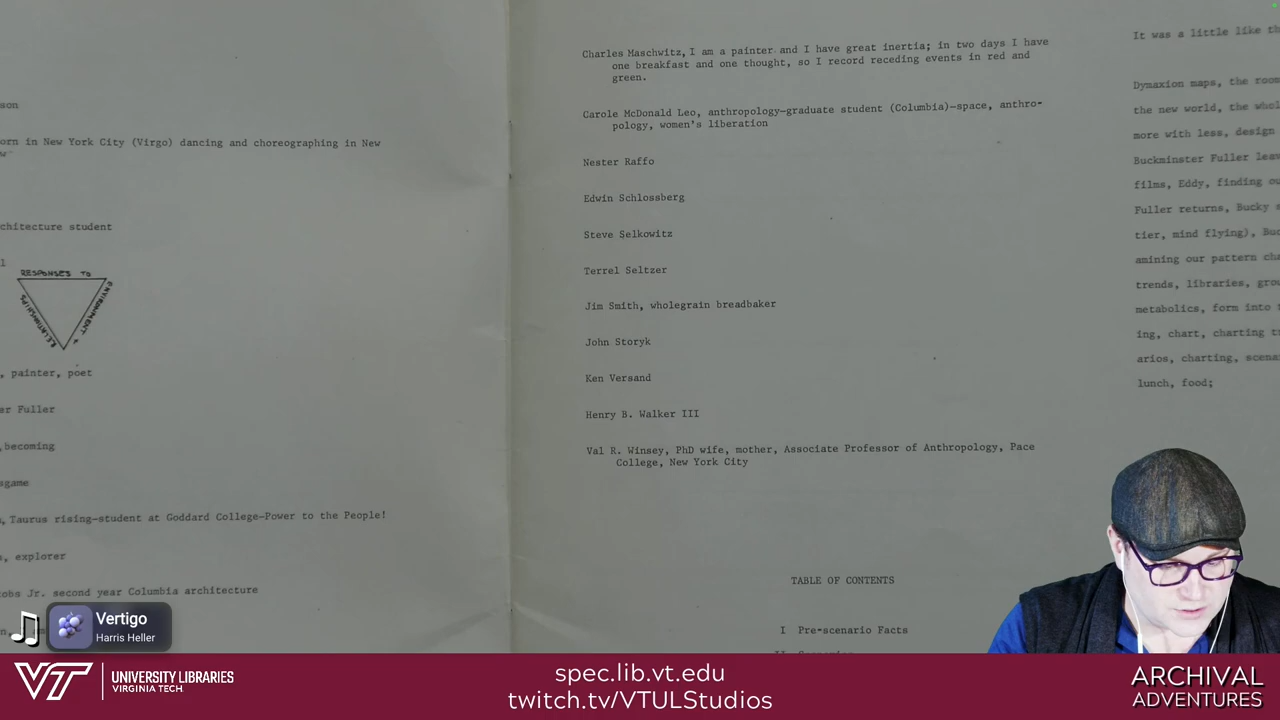 son
orn in New York City (Virgo) dancing and choreographing in New
chitecture student
RESPONSES TO
ENVIRONMENT +
RELATIONSHIPS
, painter, poet
er Fuller
,becoming
sgame
, Taurus rising-student at Goddard College-Power to the People!
, explorer
obs Jr. second year Columbia architecture
Charles Maschwitz, I am a painter and I have great inertia; in two days I have
one breakfast and one thought, so I record receding events in red and
green.
Carole McDonald Leo, anthropology-graduate student (Columbia)-space, anthro-
pology, women's liberation
Nester Raffo
Edwin Schlossberg
Steve Selkowitz
Terrel Seltzer
Jim Smith, wholegrain breadbaker
John Storyk
Ken Versand
Henry B. Walker III
Val R. Winsey, PhD wife, mother, Associate Professor of Anthropology, Pace
College, New York City
TABLE OF CONTENTS
I Pre-scenario Facts
It was a little like th
Dymaxion maps, the room
the new world, the whol
more with less, design
Buckminster Fuller leav
films, Eddy, finding ou
Fuller returns, Bucky
tier, mind flying), Buc
amining our pattern cha
trends, libraries, grou
metabolics, form into
ing, chart, charting t
arios, charting, scena
lunch, food;
Vertigo
Harris Heller
VT
UNIVERSITY LIBRARIES
VIRGINIA TECH.
spec.lib.vt.edu
twitch.tv/VTULStudios
ARCHIVAL
ADVENTURES